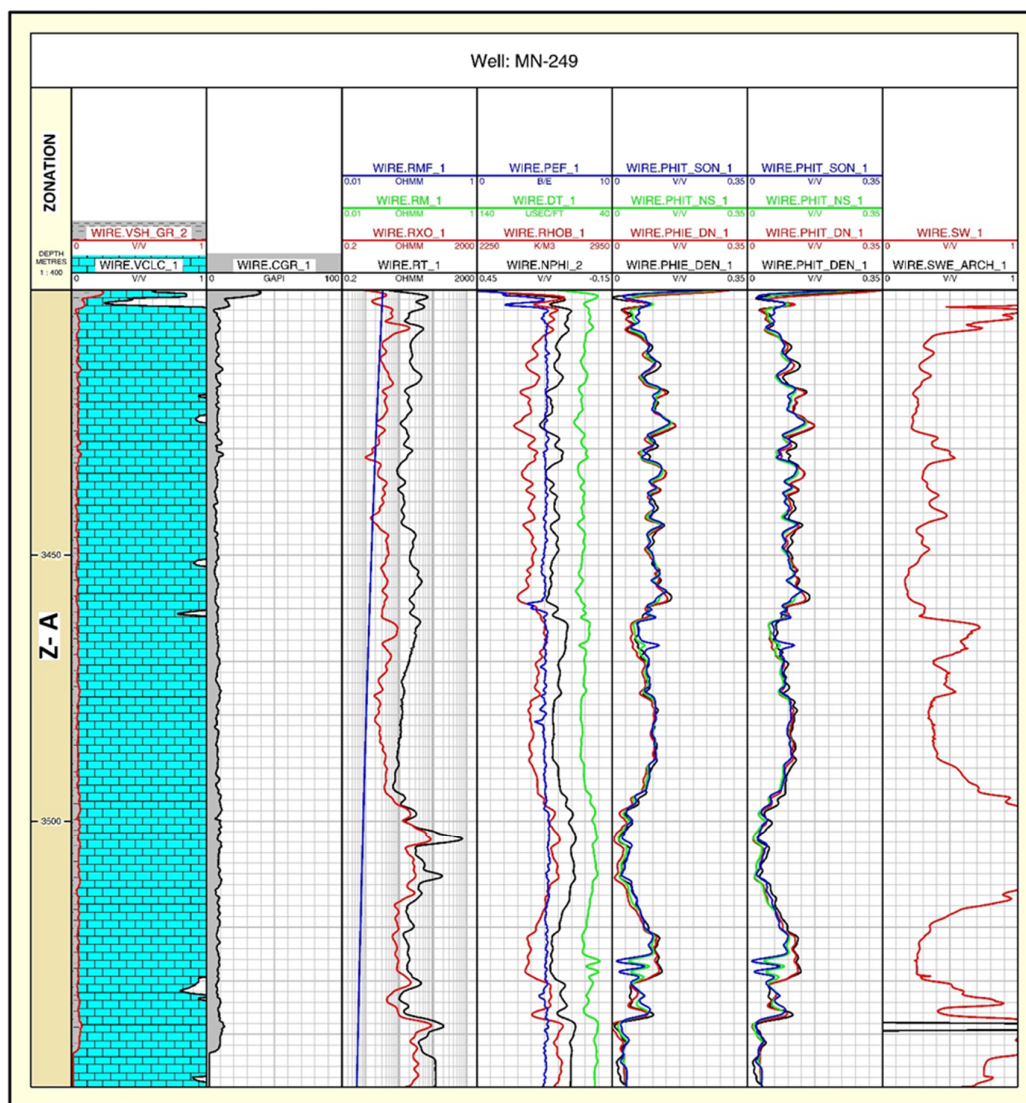 Well: MN-249
ZONATION
DEPTH
METRES
1 : 400
WIRE.VSH_GR_2
0 V/V 1
WIRE.VCLC_1
0 V/V 1
WIRE.CGR_1
0 GAPI 100
WIRE.RMF_1
0.01 OHMM 1
WIRE.RM_1
0.01 OHMM 1
WIRE.RXO_1
0.2 OHMM 2000
WIRE.RT_1
0.2 OHMM 2000
WIRE.PEF_1
0 B/E 10
WIRE.DT_1
140 USEC/FT 40
WIRE.RHOB_1
2250 K/M3 2950
WIRE.NPHI_2
0.45 V/V -0.15
WIRE.PHIT_SON_1
0 V/V 0.35
WIRE.PHIT_NS_1
0 V/V 0.35
WIRE.PHIE_DN_1
0 V/V 0.35
WIRE.PHIE_DEN_1
0 V/V 0.35
WIRE.PHIT_SON_1
0 V/V 0.35
WIRE.PHIT_NS_1
0 V/V 0.35
WIRE.PHIT_DN_1
0 V/V 0.35
WIRE.PHIT_DEN_1
0 V/V 0.35
WIRE.SW_1
0 V/V 1
WIRE.SWE_ARCH_1
0 V/V 1
3450
Z- A
3500